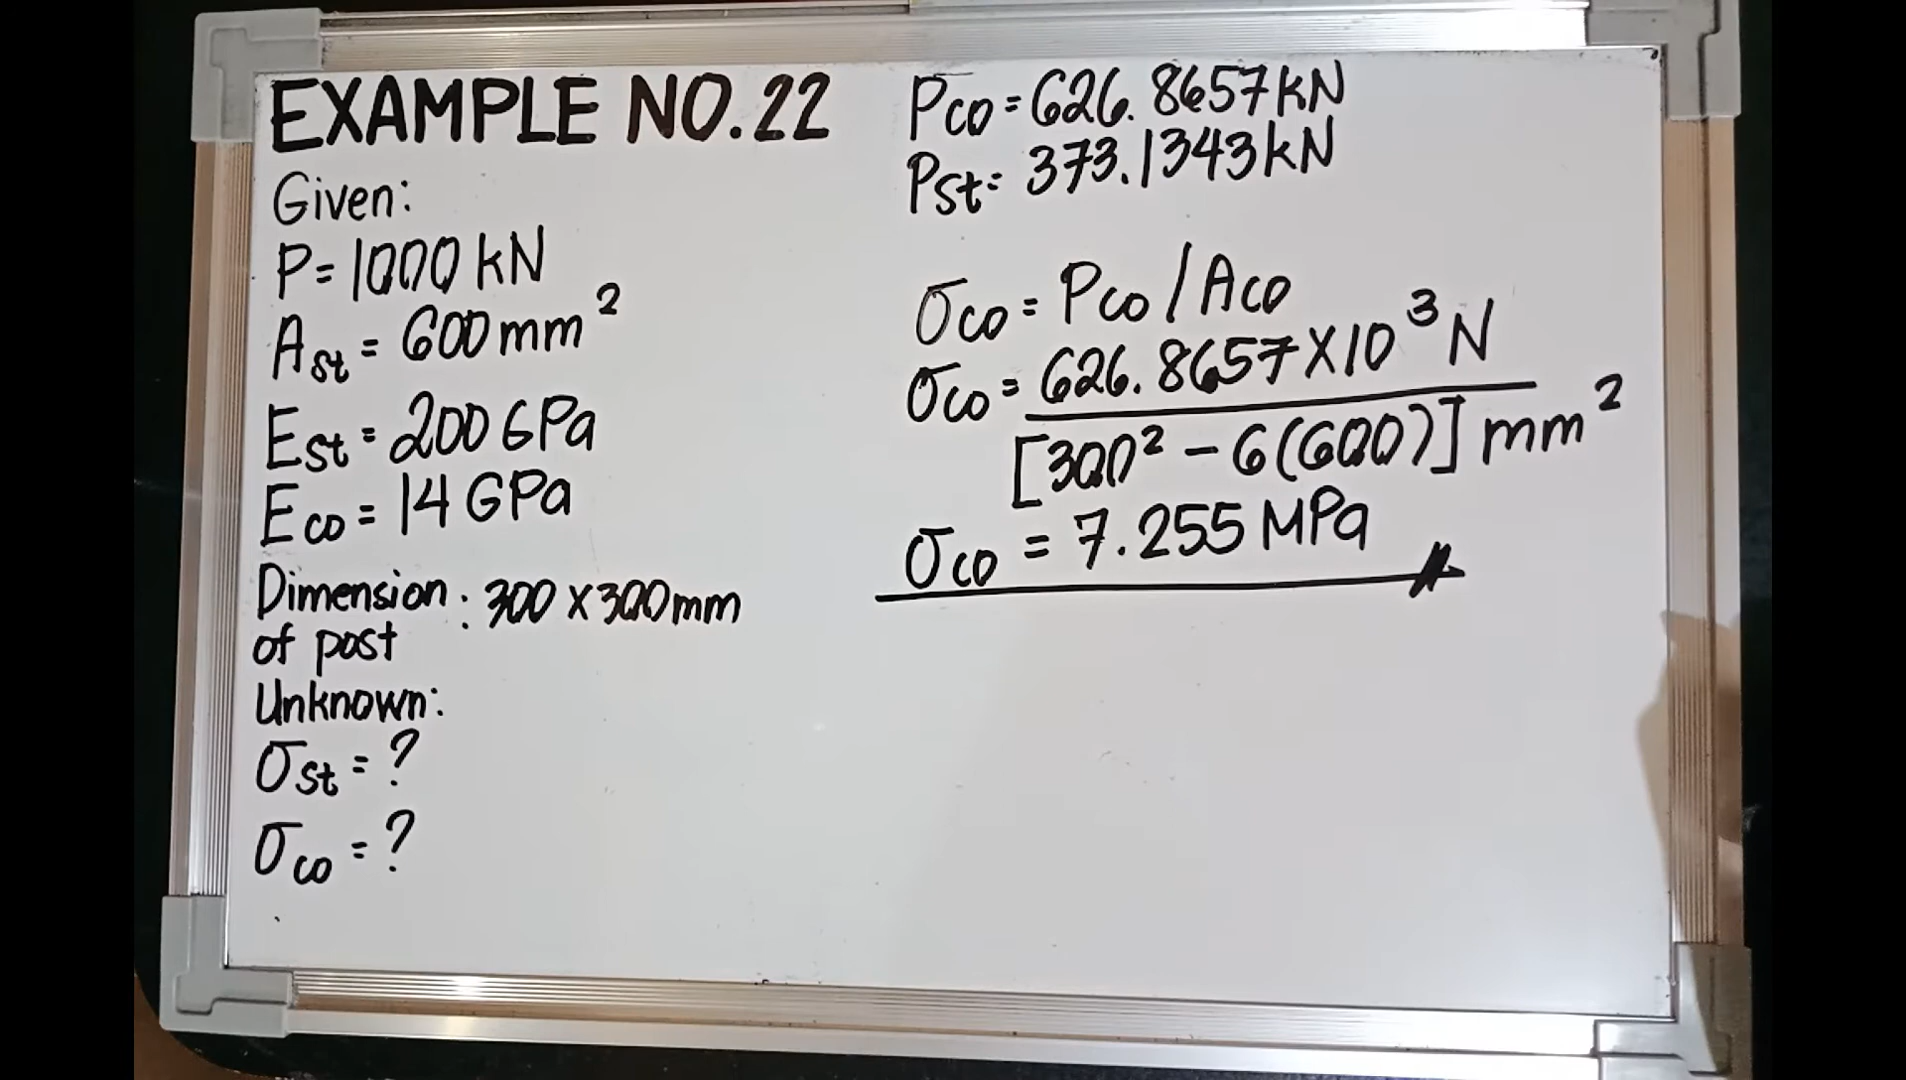 EXAMPLE NO.22
Given:
P=1000 kN
Ast = 600 mm²
Est = 200 GPa
Eco = 14 GPa
Dimension : 300 x 300mm
of post
Unknown:
σst = ?
σco = ?
Pco = 626.8657 kN
Pst = 373.1343 kN
σco = Pco / Aco
σco = 626.8657 X 10³ N
[300² - 6(600)] mm²
σco = 7.255 MPa